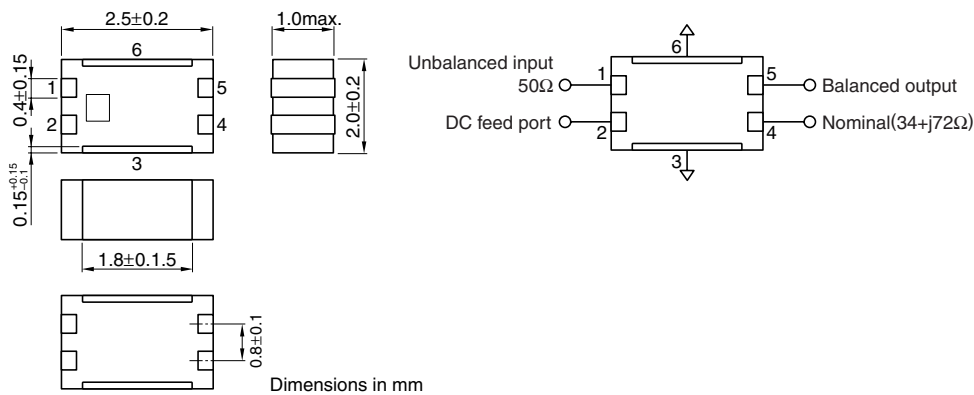 2.5±0.2
1.0max.
6
1
5
2
4
3
0.4±0.15
0.15+0.15−0.1
2.0±0.2
1.8±0.1.5
0.8±0.1
Dimensions in mm
6
Unbalanced input
50Ω
1
5
Balanced output
DC feed port
2
4
Nominal(34+j72Ω)
3